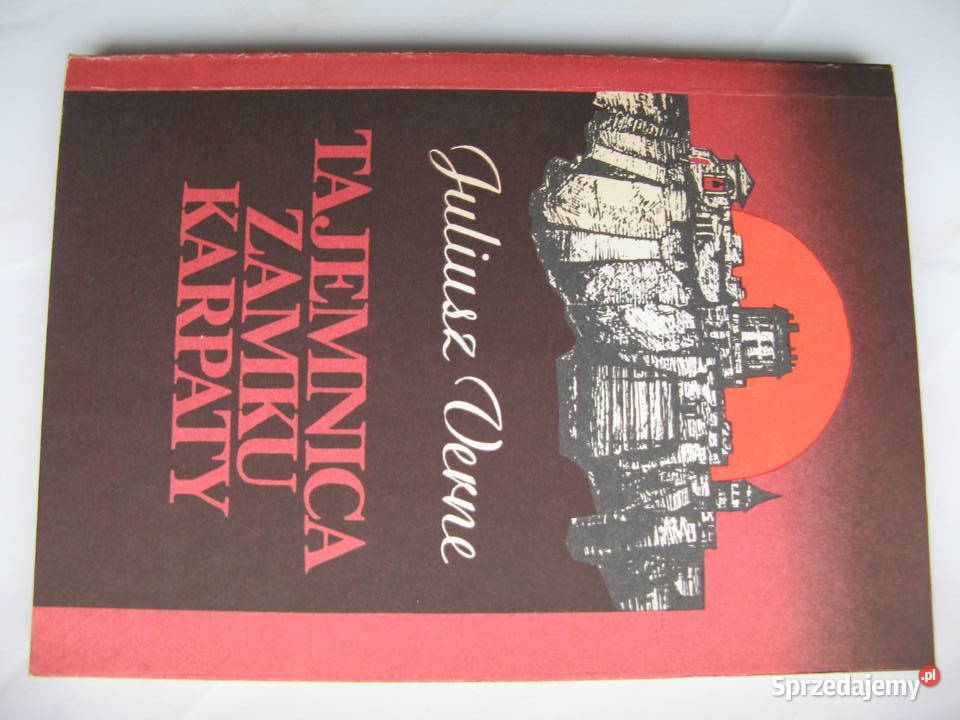 Juliusz Verne
TAJEMNICA
ZAMKU
KARPATY
Sprzedajemy.pl